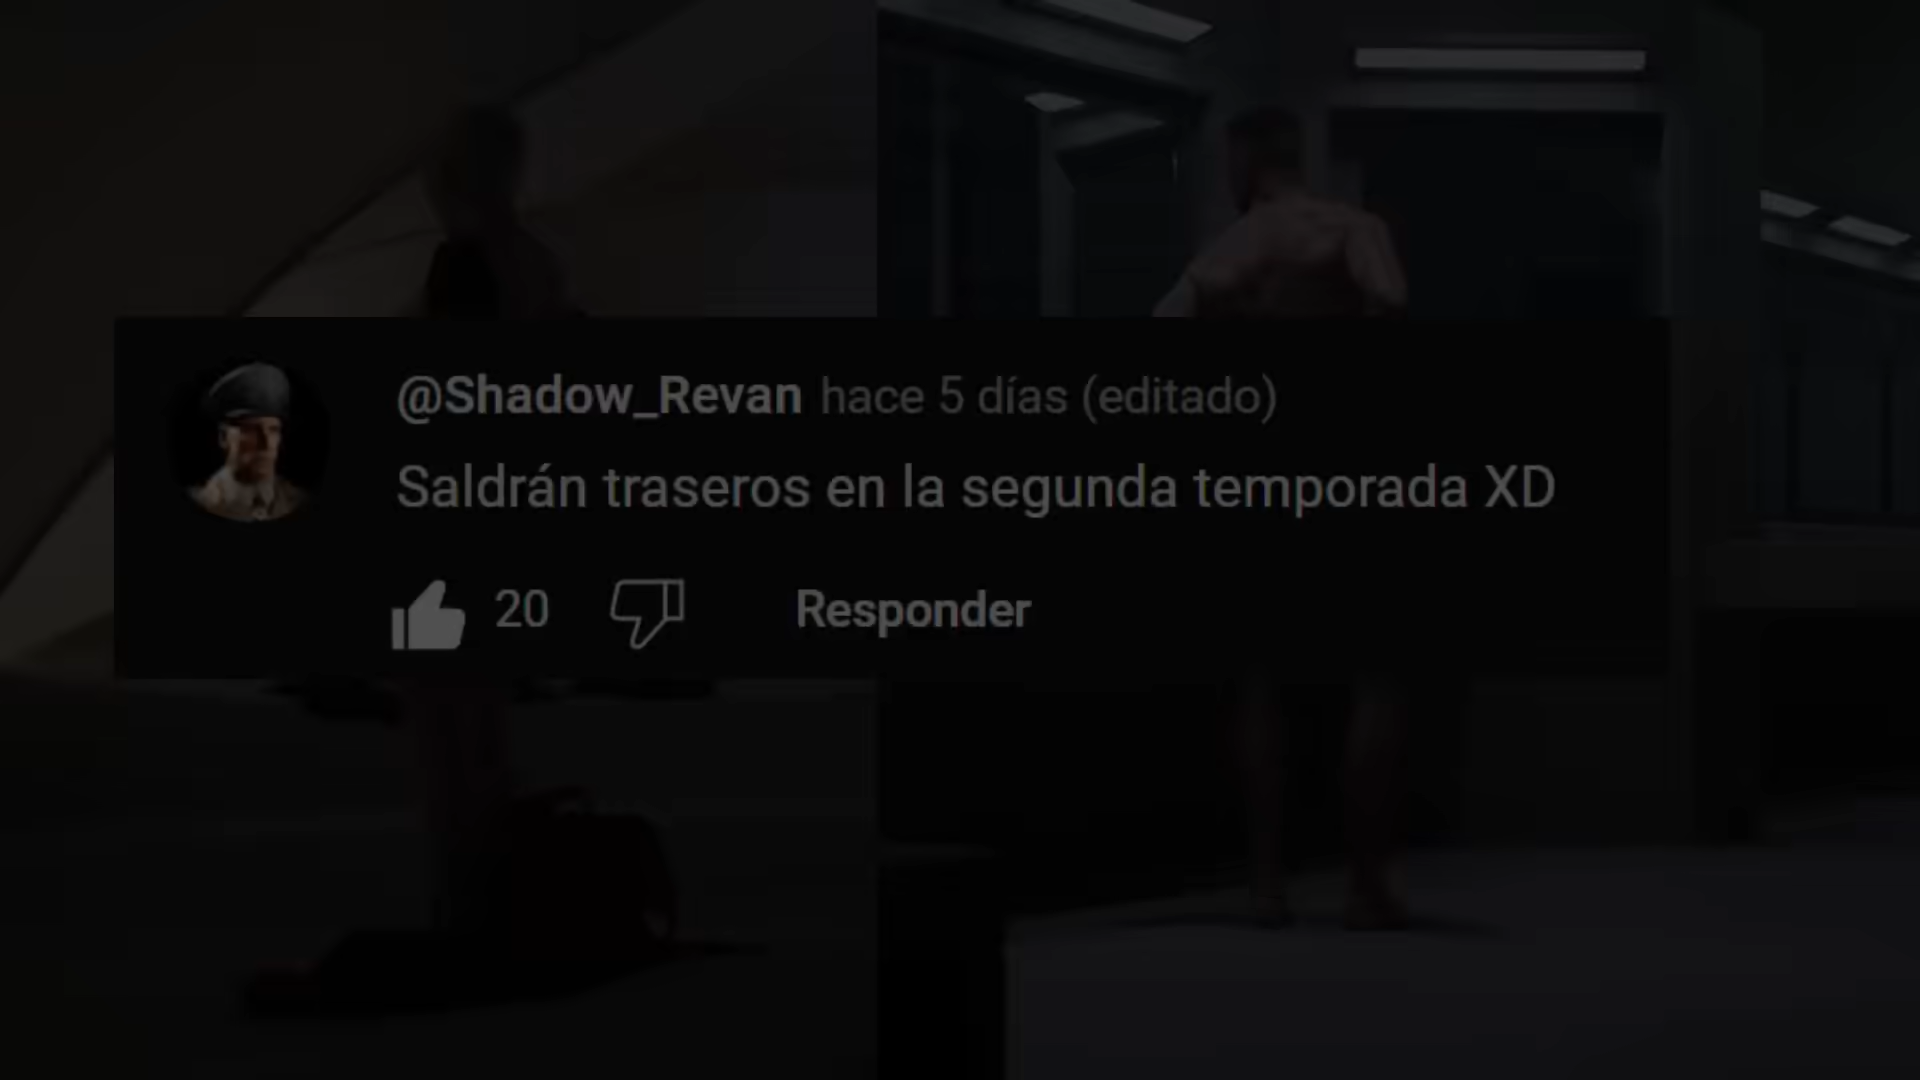 @Shadow_Revan hace 5 días (editado)
Saldrán traseros en la segunda temporada XD
20 Responder